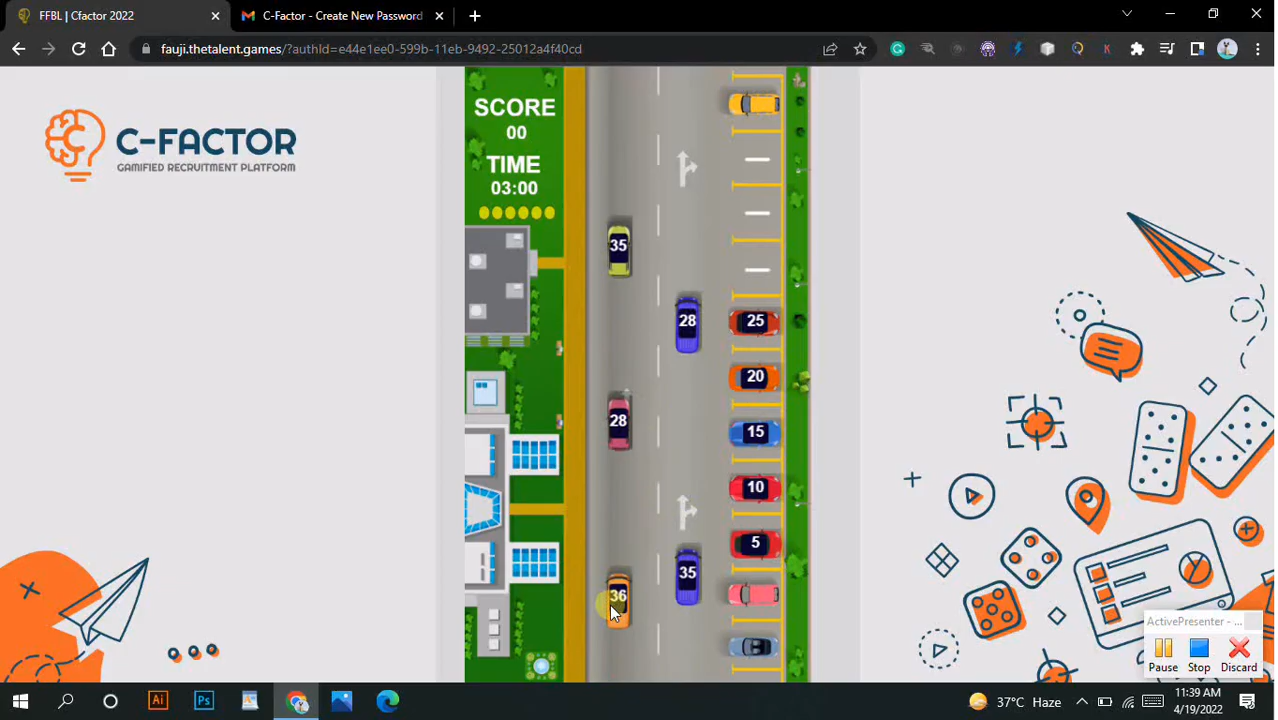 FFBL | Cfactor 2022
C-Factor - Create New Password
fauji.thetalent.games/?authId=e44e1ee0-599b-11eb-9492-25012a4f40cd
C-FACTOR
GAMIFIED RECRUITMENT PLATFORM
SCORE
00
TIME
03:00
35
28
25
20
28
15
10
5
35
36
ActivePresenter - ...
Pause
Stop
Discard
Ai
Ps
37°C Haze
11:39 AM
4/19/2022